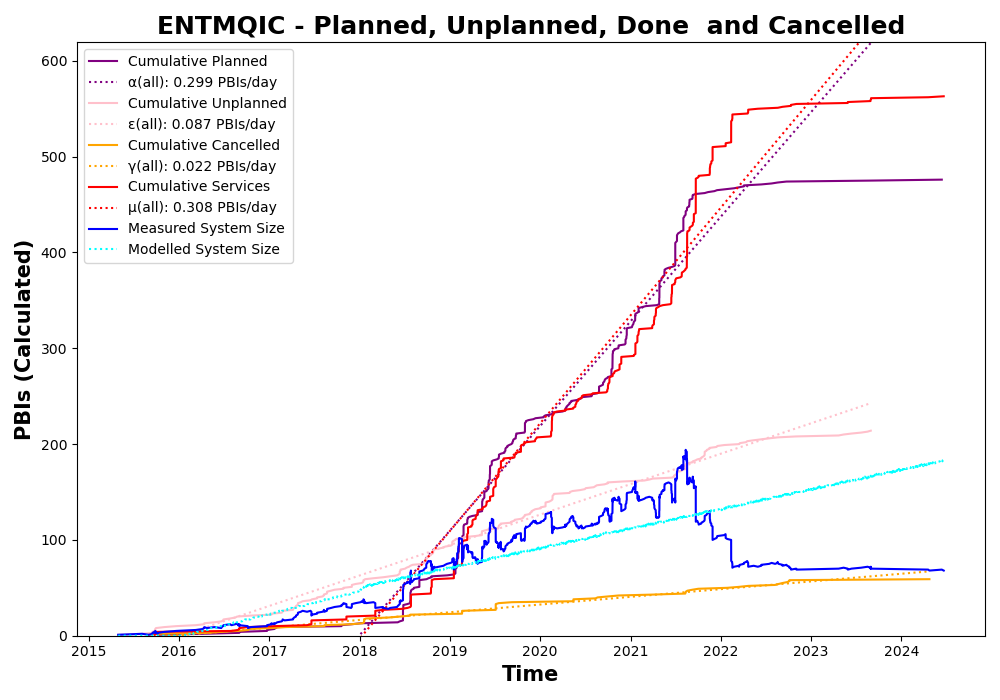 ENTMQIC - Planned, Unplanned, Done  and Cancelled
PBIs (Calculated)
600
500
400
300
200
100
0
Cumulative Planned
α(all): 0.299 PBIs/day
Cumulative Unplanned
ε(all): 0.087 PBIs/day
Cumulative Cancelled
γ(all): 0.022 PBIs/day
Cumulative Services
μ(all): 0.308 PBIs/day
Measured System Size
Modelled System Size
2015 2016 2017 2018 2019 2020 2021 2022 2023 2024
Time